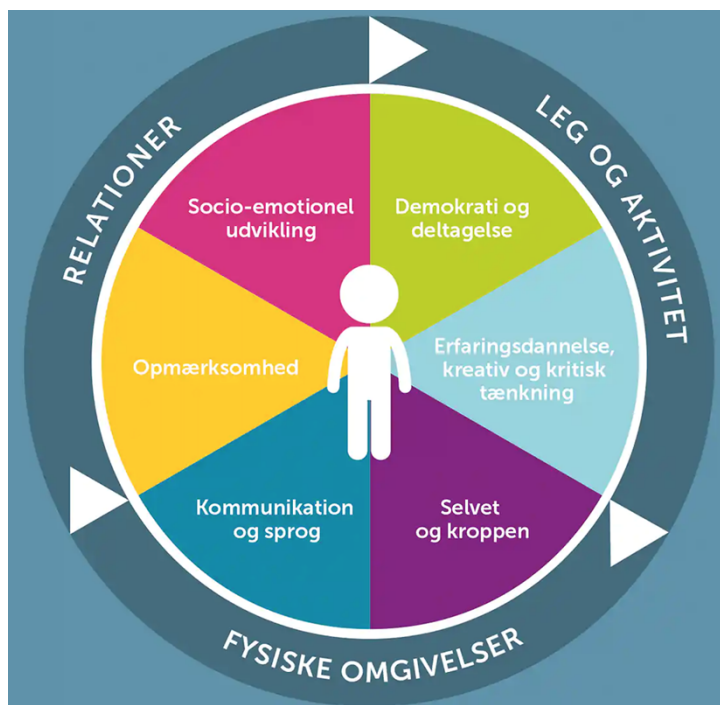 RELATIONER
LEG OG AKTIVITET
Socio-emotionel
udvikling
Demokrati og
deltagelse
Opmærksomhed
Erfaringsdannelse,
kreativ og kritisk
tænkning
Kommunikation
og sprog
Selvet
og kroppen
FYSISKE OMGIVELSER